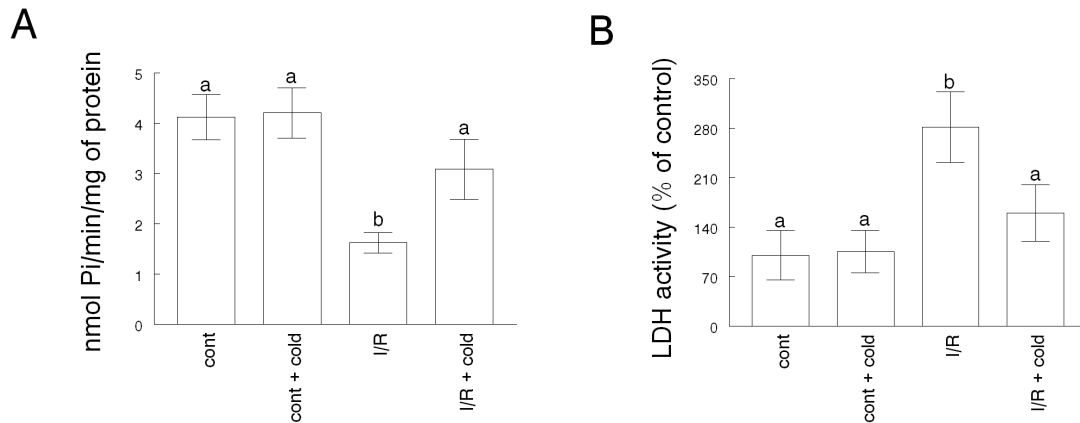 A
nmol Pi/min/mg of protein
5
4
3
2
1
0
a
a
b
a
cont
cont + cold
I/R
I/R + cold
B
LDH activity (% of control)
350
280
210
140
70
0
a
a
b
a
cont
cont + cold
I/R
I/R + cold